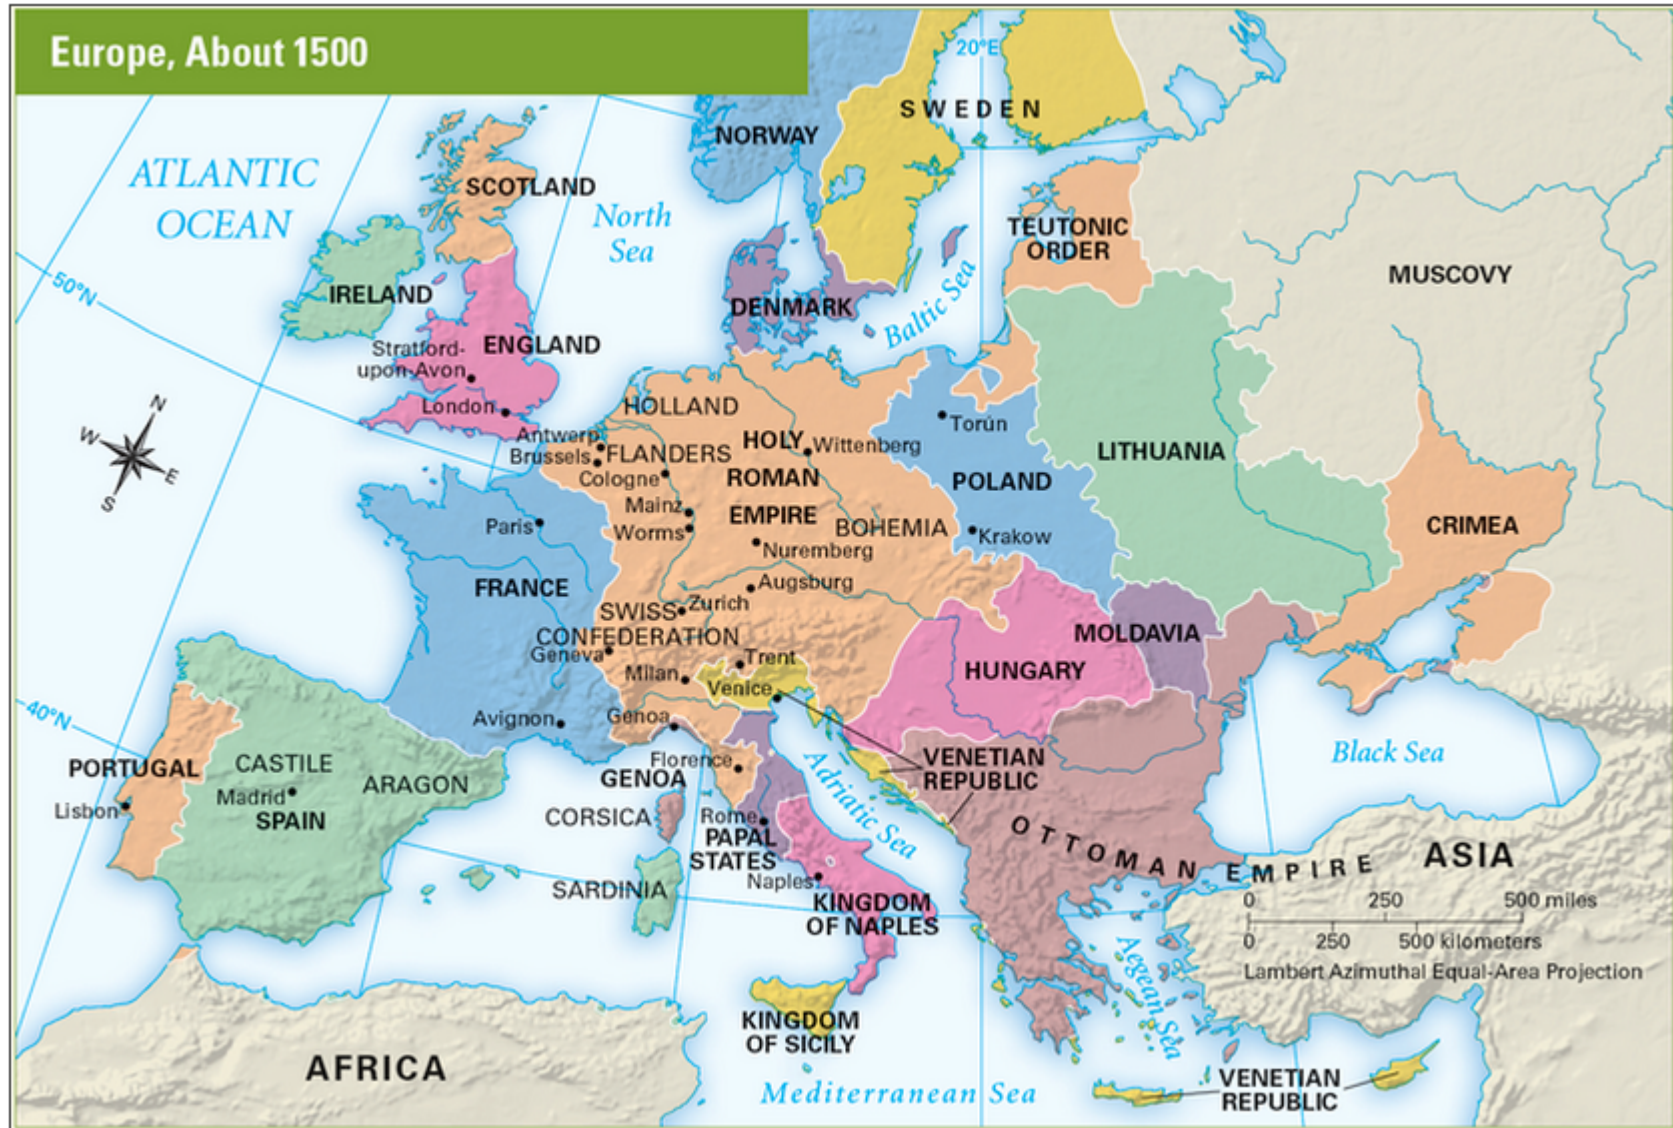 Europe, About 1500
20°E
SWEDEN
NORWAY
ATLANTIC
OCEAN
SCOTLAND
North
Sea
TEUTONIC
ORDER
MUSCOVY
50°N
IRELAND
DENMARK
Baltic Sea
ENGLAND
Stratford-
upon-Avon
London
N
W
E
S
HOLLAND
Antwerp
Brussels
FLANDERS
Cologne
HOLY
ROMAN
EMPIRE
Wittenberg
Toruń
POLAND
LITHUANIA
Mainz
Worms
BOHEMIA
Krakow
CRIMEA
Paris
Nuremberg
Augsburg
FRANCE
SWISS
CONFEDERATION
Zurich
Geneva
MOLDAVIA
Trent
Milan
Venice
HUNGARY
40°N
Avignon
Genoa
Florence
GENOA
VENETIAN
REPUBLIC
Black Sea
PORTUGAL
CASTILE
ARAGON
Madrid
SPAIN
Lisbon
CORSICA
Adriatic Sea
Rome
PAPAL
STATES
Naples
OTTOMAN EMPIRE
ASIA
SARDINIA
KINGDOM
OF NAPLES
0 250 500 miles
0 250 500 kilometers
Lambert Azimuthal Equal-Area Projection
Aegean Sea
KINGDOM
OF SICILY
AFRICA
Mediterranean Sea
VENETIAN
REPUBLIC